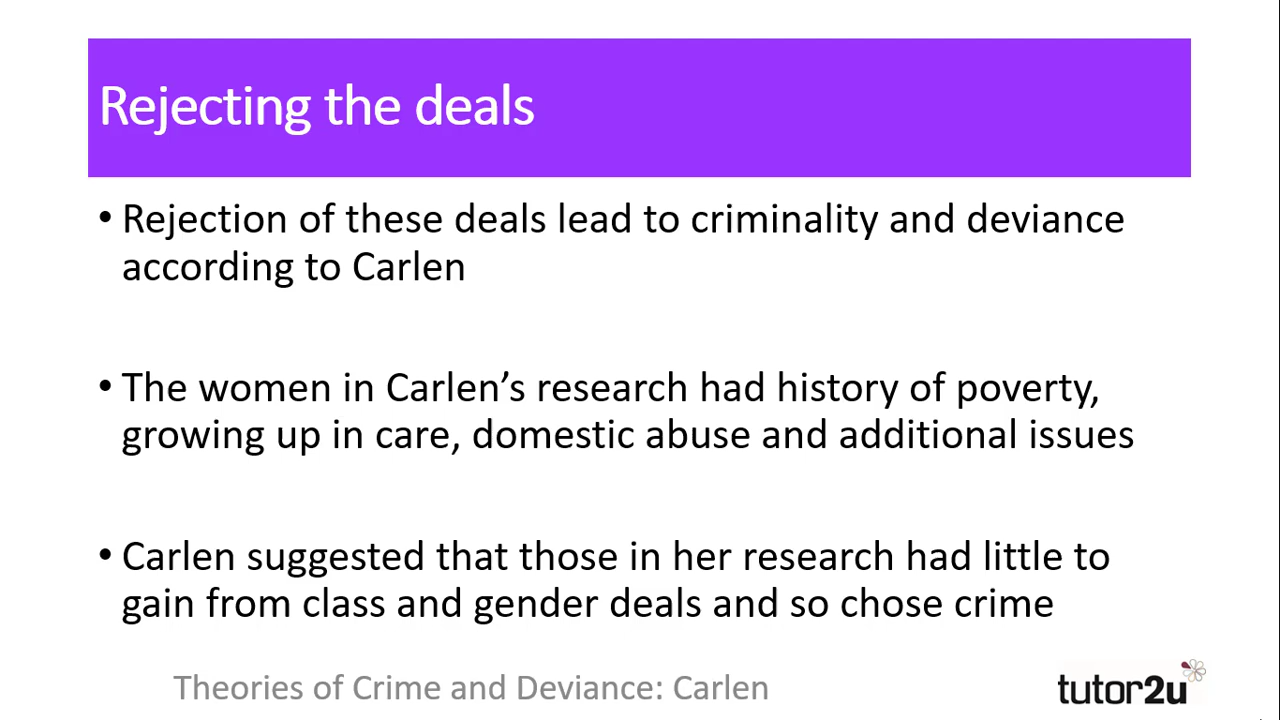 Rejecting the deals
• Rejection of these deals lead to criminality and deviance
according to Carlen
• The women in Carlen’s research had history of poverty,
growing up in care, domestic abuse and additional issues
• Carlen suggested that those in her research had little to
gain from class and gender deals and so chose crime
Theories of Crime and Deviance: Carlen
tutor2u